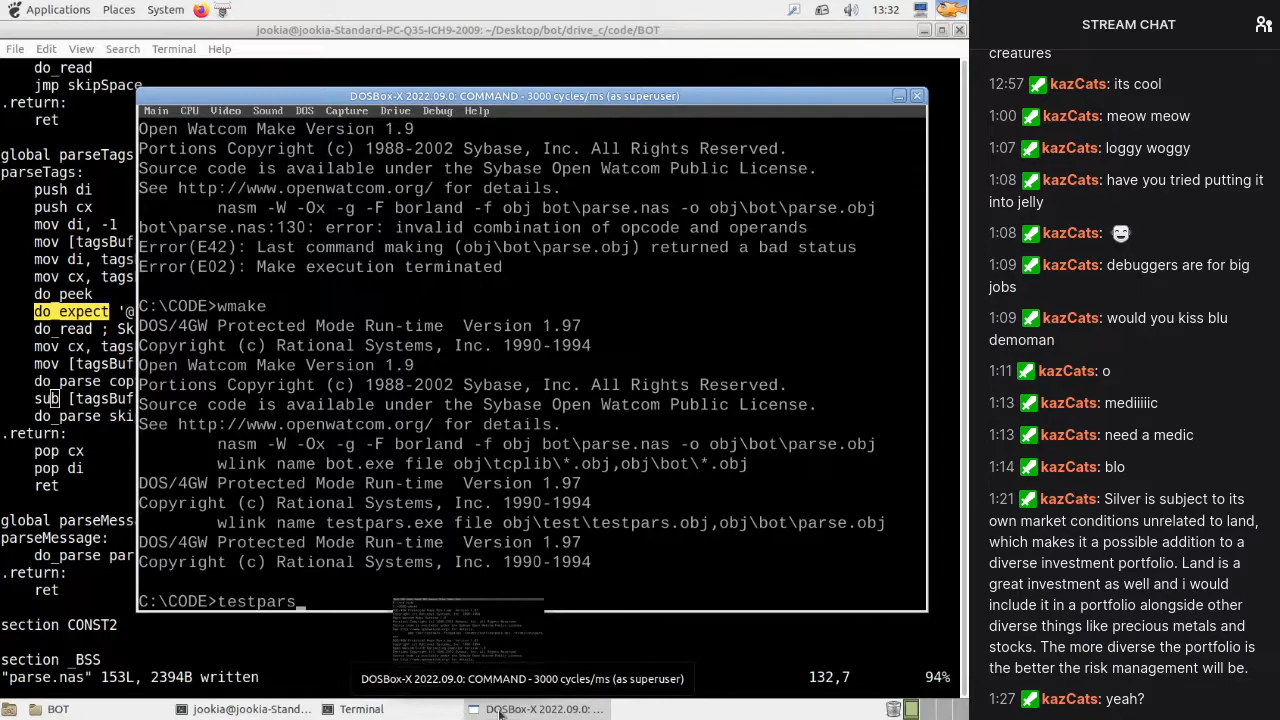 Applications Places System 13:32
jookia@jookia-Standard-PC-Q35-ICH9-2009: ~/Desktop/bot/drive_c/code/BOT
File Edit View Search Terminal Help
do_read
jmp skipSpace
.return:
ret
global parseTags
parseTags:
push di
push cx
mov di, -1
mov [tagsBuf
mov di, tags
mov cx, tags
do_peek
do_expect '@
do_read ; Sk
mov cx, tags
mov [tagsBuf
do_parse cop
sub [tagsBuf
do_parse ski
.return:
pop cx
pop di
ret
global parseMessa
parseMessage:
do_parse par
.return:
ret
section CONST2
section _BSS
"parse.nas" 153L, 2394B written 132,7 94%
DOSBox-X 2022.09.0: COMMAND - 3000 cycles/ms (as superuser)
Main CPU Video Sound DOS Capture Drive Debug Help
Open Watcom Make Version 1.9
Portions Copyright (c) 1988-2002 Sybase, Inc. All Rights Reserved.
Source code is available under the Sybase Open Watcom Public License.
See http://www.openwatcom.org/ for details.
nasm -W -Ox -g -F borland -f obj bot\parse.nas -o obj\bot\parse.obj
bot\parse.nas:130: error: invalid combination of opcode and operands
Error(E42): Last command making (obj\bot\parse.obj) returned a bad status
Error(E02): Make execution terminated
C:\CODE>wmake
DOS/4GW Protected Mode Run-time Version 1.97
Copyright (c) Rational Systems, Inc. 1990-1994
Open Watcom Make Version 1.9
Portions Copyright (c) 1988-2002 Sybase, Inc. All Rights Reserved.
Source code is available under the Sybase Open Watcom Public License.
See http://www.openwatcom.org/ for details.
nasm -W -Ox -g -F borland -f obj bot\parse.nas -o obj\bot\parse.obj
wlink name bot.exe file obj\tcplib\*.obj,obj\bot\*.obj
DOS/4GW Protected Mode Run-time Version 1.97
Copyright (c) Rational Systems, Inc. 1990-1994
wlink name testpars.exe file obj\test\testpars.obj,obj\bot\parse.obj
DOS/4GW Protected Mode Run-time Version 1.97
Copyright (c) Rational Systems, Inc. 1990-1994
C:\CODE>testpars_
DOSBox-X 2022.09.0: COMMAND - 3000 cycles/ms (as superuser)
BOT jookia@jookia-Stand... Terminal DOSBox-X 2022.09.0: ...
STREAM CHAT
creatures
12:57 kazCats: its cool
1:00 kazCats: meow meow
1:07 kazCats: loggy woggy
1:08 kazCats: have you tried putting it
into jelly
1:08 kazCats:
1:09 kazCats: debuggers are for big
jobs
1:09 kazCats: would you kiss blu
demoman
1:11 kazCats: o
1:13 kazCats: mediiiiic
1:13 kazCats: need a medic
1:14 kazCats: blo
1:21 kazCats: Silver is subject to its
own market conditions unrelated to land,
which makes it a possible addition to a
diverse investment portfolio. Land is a
great investment as well and i would
include it in a portfolio like other
diverse things like precious metals and
stocks. The more diverse a portfolio is
the better the risk management will be.
1:27 kazCats: yeah?